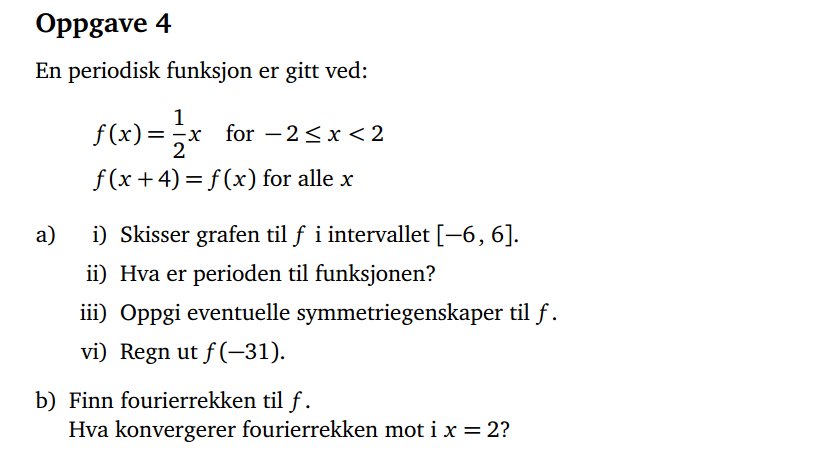 Oppgave 4
En periodisk funksjon er gitt ved:
f(x) = \frac{1}{2}x for −2 ≤ x < 2
f(x + 4) = f(x) for alle x
a) i) Skisser grafen til f i intervallet [−6, 6].
ii) Hva er perioden til funksjonen?
iii) Oppgi eventuelle symmetriegenskaper til f.
vi) Regn ut f(−31).
b) Finn fourierrekken til f.
Hva konvergerer fourierrekken mot i x = 2?